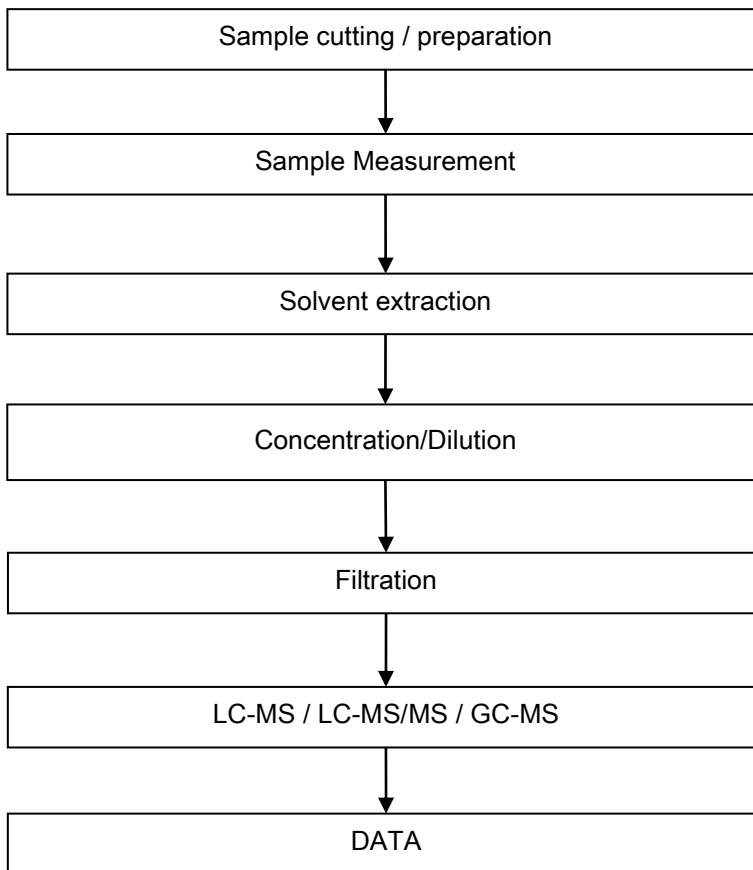 Sample cutting / preparation
Sample Measurement
Solvent extraction
Concentration/Dilution
Filtration
LC-MS / LC-MS/MS / GC-MS
DATA